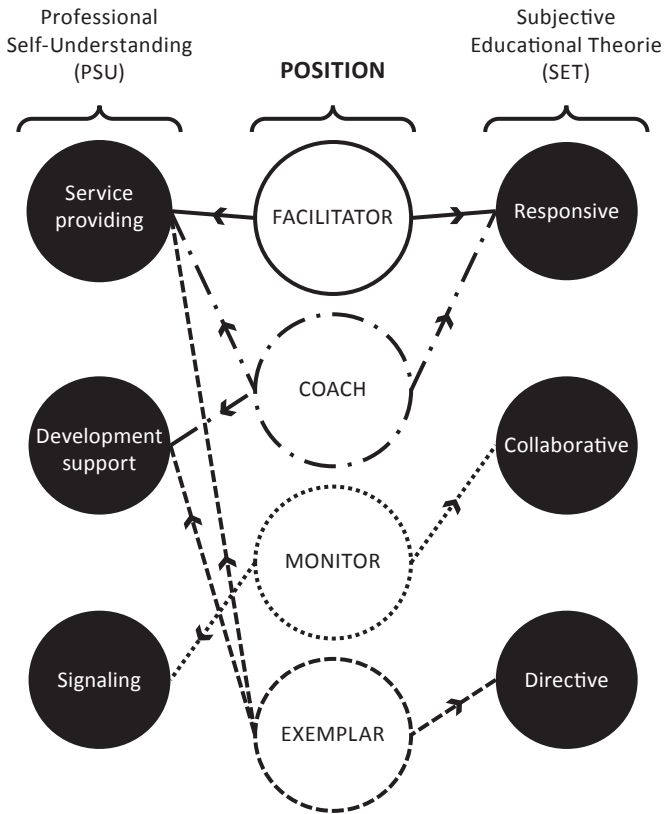 Professional
Self-Understanding
(PSU)
POSITION
Subjective
Educational Theorie
(SET)
Service
providing
FACILITATOR
Responsive
COACH
Development
support
Collaborative
MONITOR
Signaling
EXEMPLAR
Directive